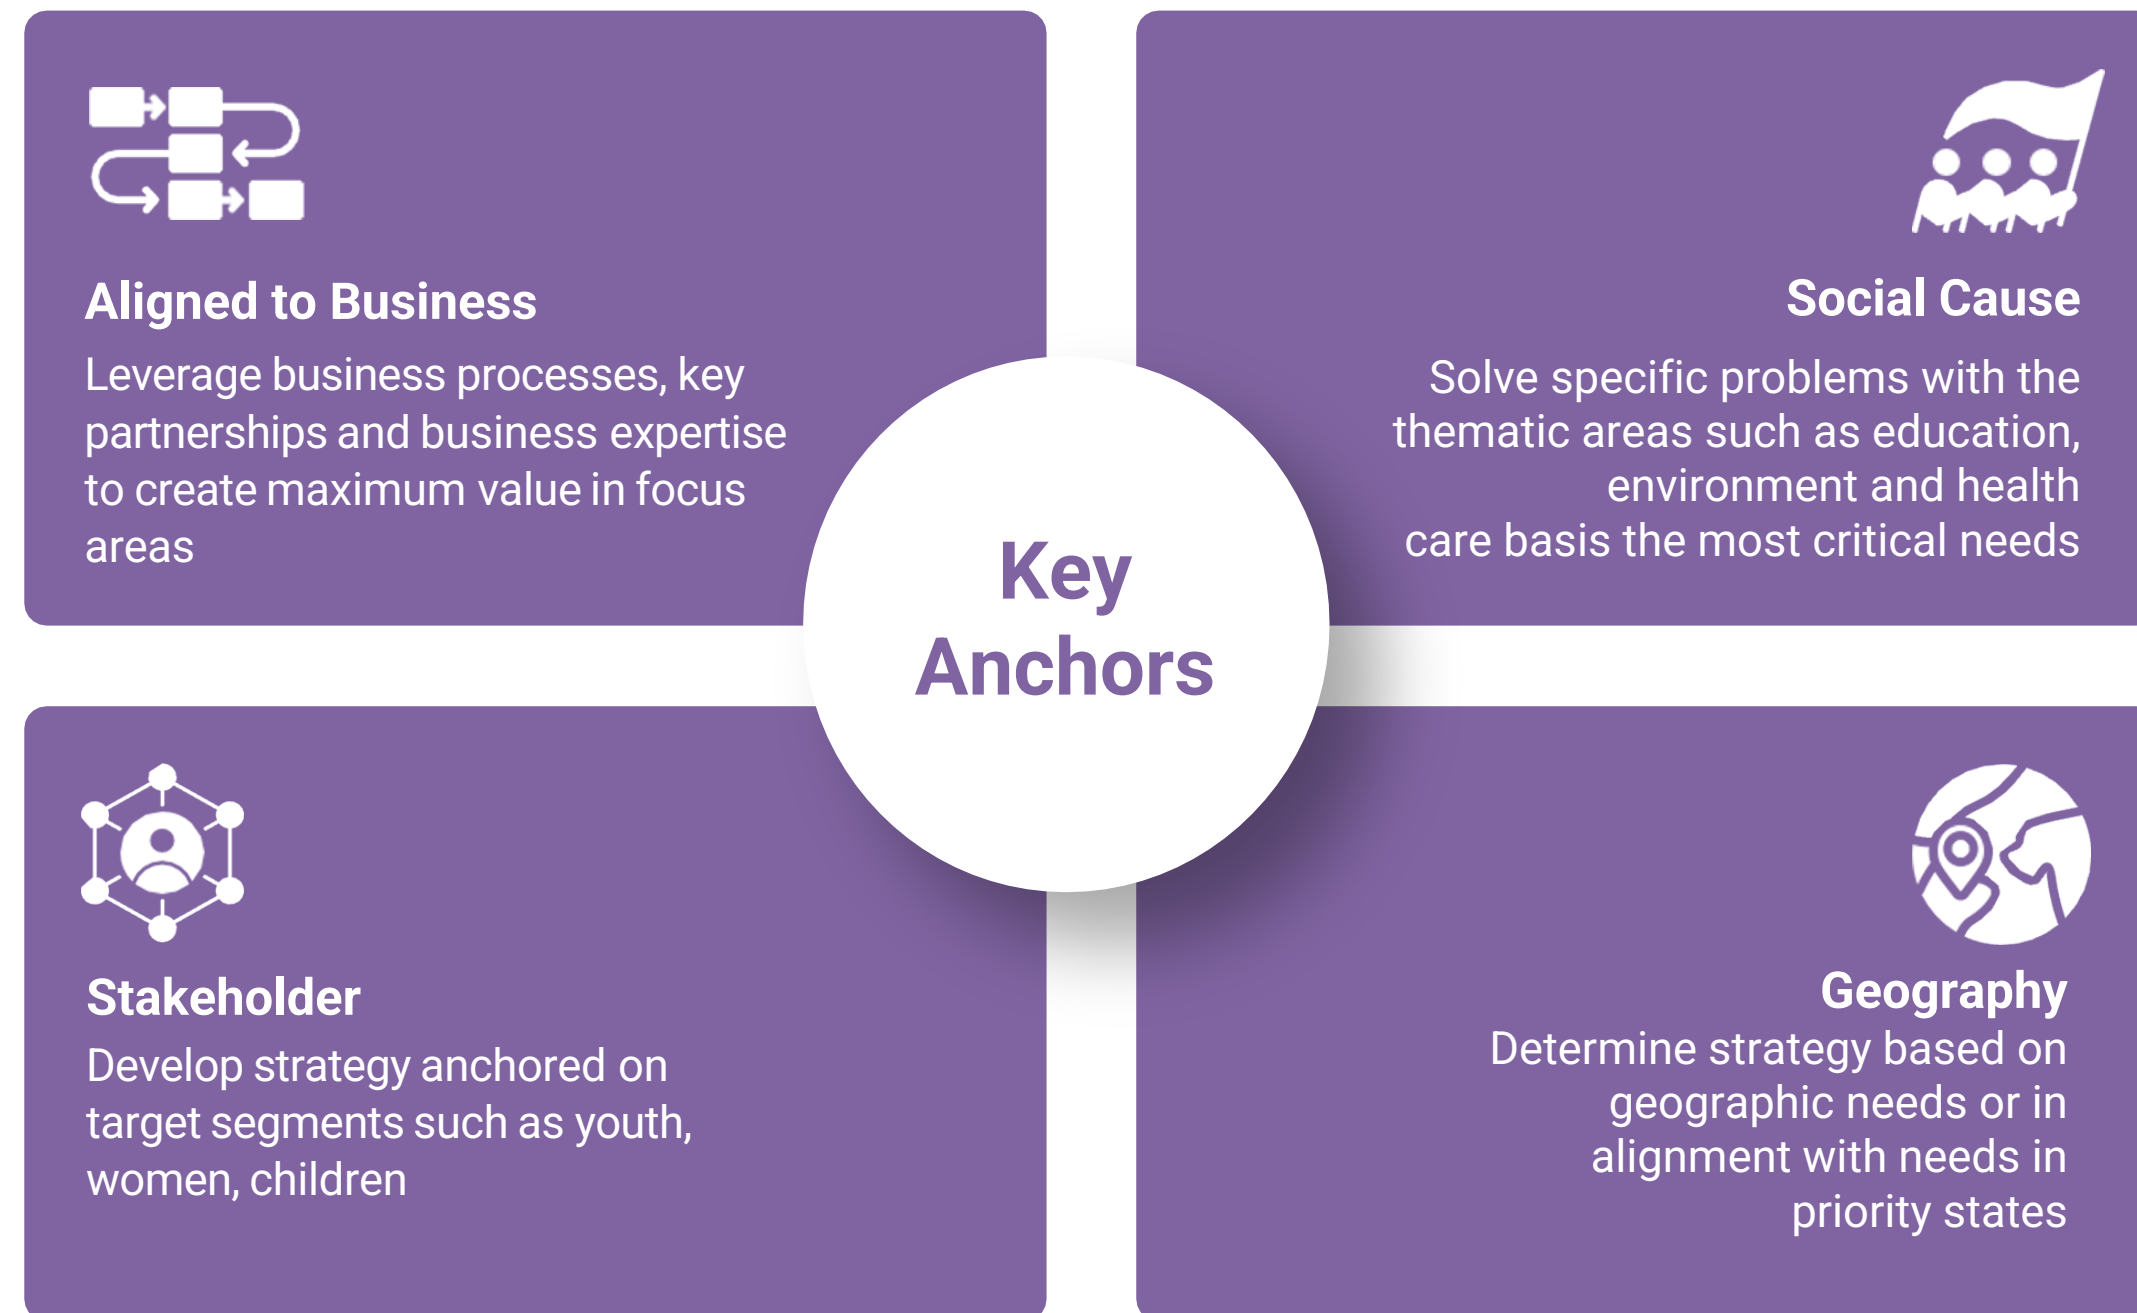 Aligned to Business
Leverage business processes, key
partnerships and business expertise
to create maximum value in focus
areas
Social Cause
Solve specific problems with the
thematic areas such as education,
environment and health
care basis the most critical needs
Key
Anchors
Stakeholder
Develop strategy anchored on
target segments such as youth,
women, children
Geography
Determine strategy based on
geographic needs or in
alignment with needs in
priority states